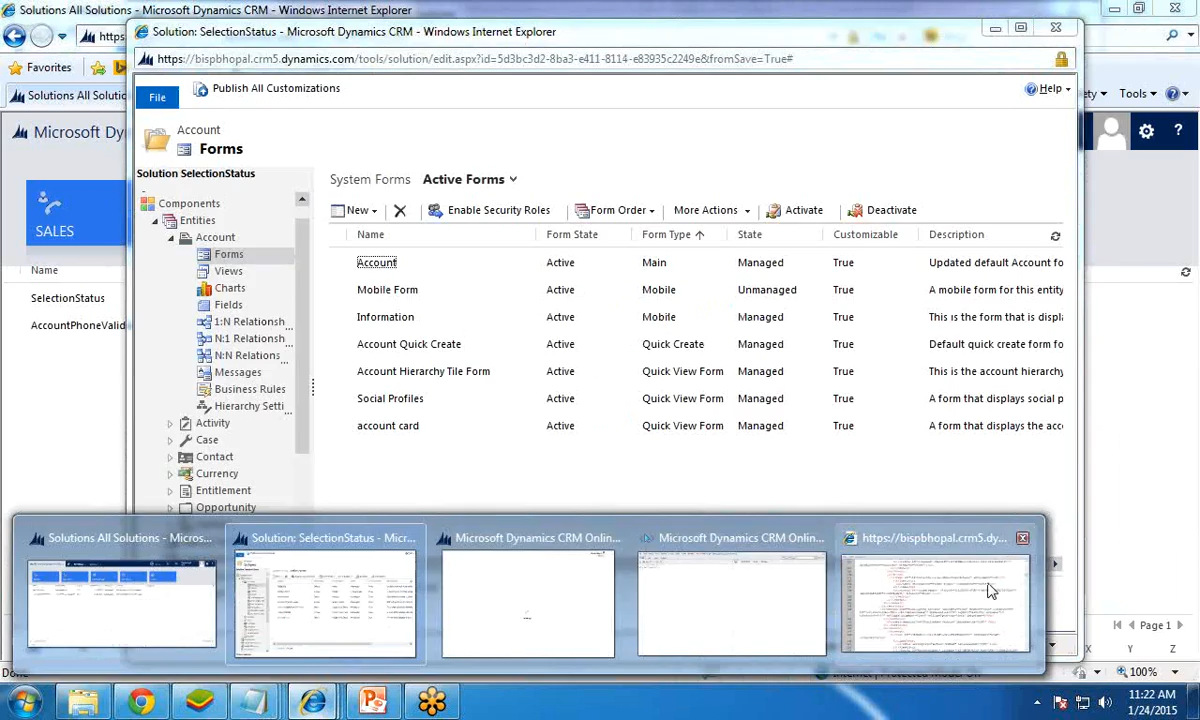 Solutions All Solutions - Microsoft Dynamics CRM - Windows Internet Explorer
Solution: SelectionStatus - Microsoft Dynamics CRM - Windows Internet Explorer
https
https://bispbhopal.crm5.dynamics.com/tools/solution/edit.aspx?id=5d3bc3d2-8ba3-e411-8114-e83935c2249e&fromSave=True#
Favorites
File
Publish All Customizations
Help
Solutions All Solutio
ety
Tools
Microsoft Dy
Account
Forms
Solution SelectionStatus
System Forms
Active Forms
Components
Entities
Account
Forms
Views
Charts
Fields
1:N Relationsh...
N:1 Relationsh...
N:N Relations...
Messages
Business Rules
Hierarchy Setti...
Activity
Case
Contact
Currency
Entitlement
Opportunity
SALES
Name
SelectionStatus
AccountPhoneValid
New
Enable Security Roles
Form Order
More Actions
Activate
Deactivate
Name Form State Form Type State Customizable Description
Account Active Main Managed True Updated default Account fo
Mobile Form Active Mobile Unmanaged True A mobile form for this entity
Information Active Mobile Managed True This is the form that is displa
Account Quick Create Active Quick Create Managed True Default quick create form fo
Account Hierarchy Tile Form Active Quick View Form Managed True This is the account hierarchy
Social Profiles Active Quick View Form Managed True A form that displays social p
account card Active Quick View Form Managed True A form that displays the acco
Solutions All Solutions - Micros...
Solution: SelectionStatus - Micr...
Microsoft Dynamics CRM Onlin...
Microsoft Dynamics CRM Onlin...
https://bispbhopal.crm5.dy...
Page 1
X Y Z
Done
100%
11:22 AM
1/24/2015